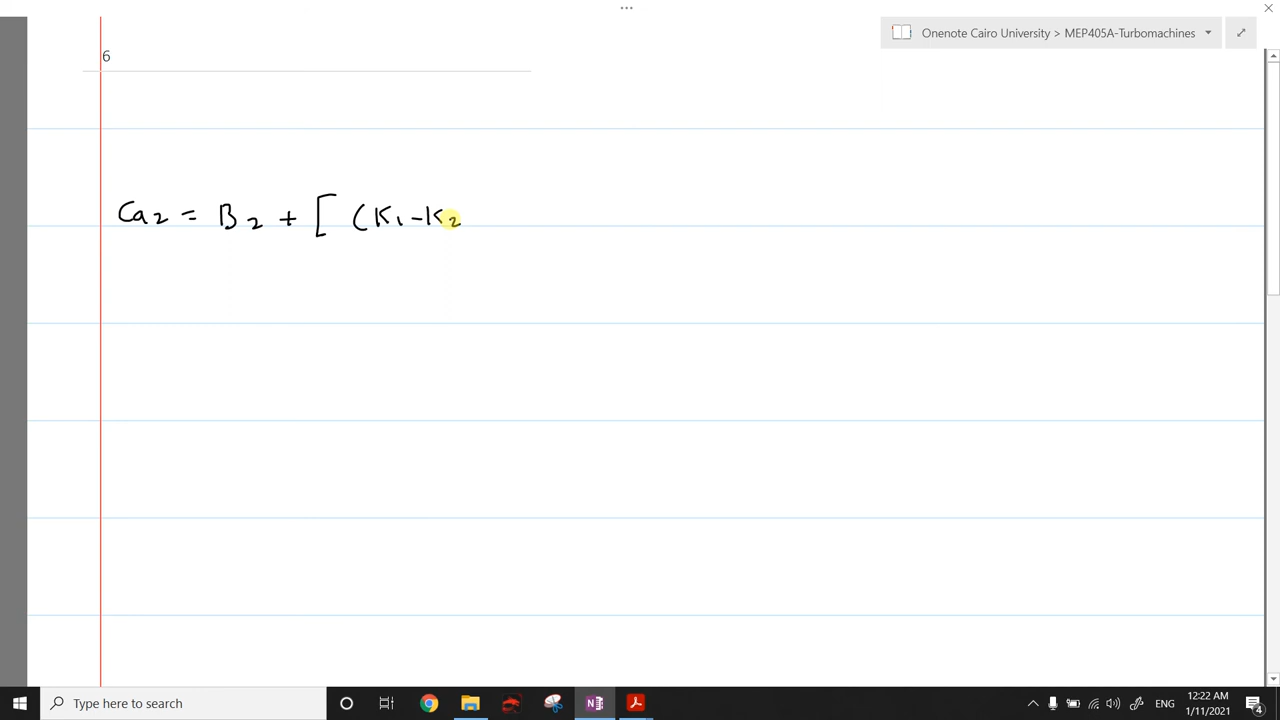 Onenote Cairo University > MEP405A-Turbomachines
6
Ca2 = B2 + [ (K1-K2
Type here to search
ENG
12:22 AM
1/11/2021
4